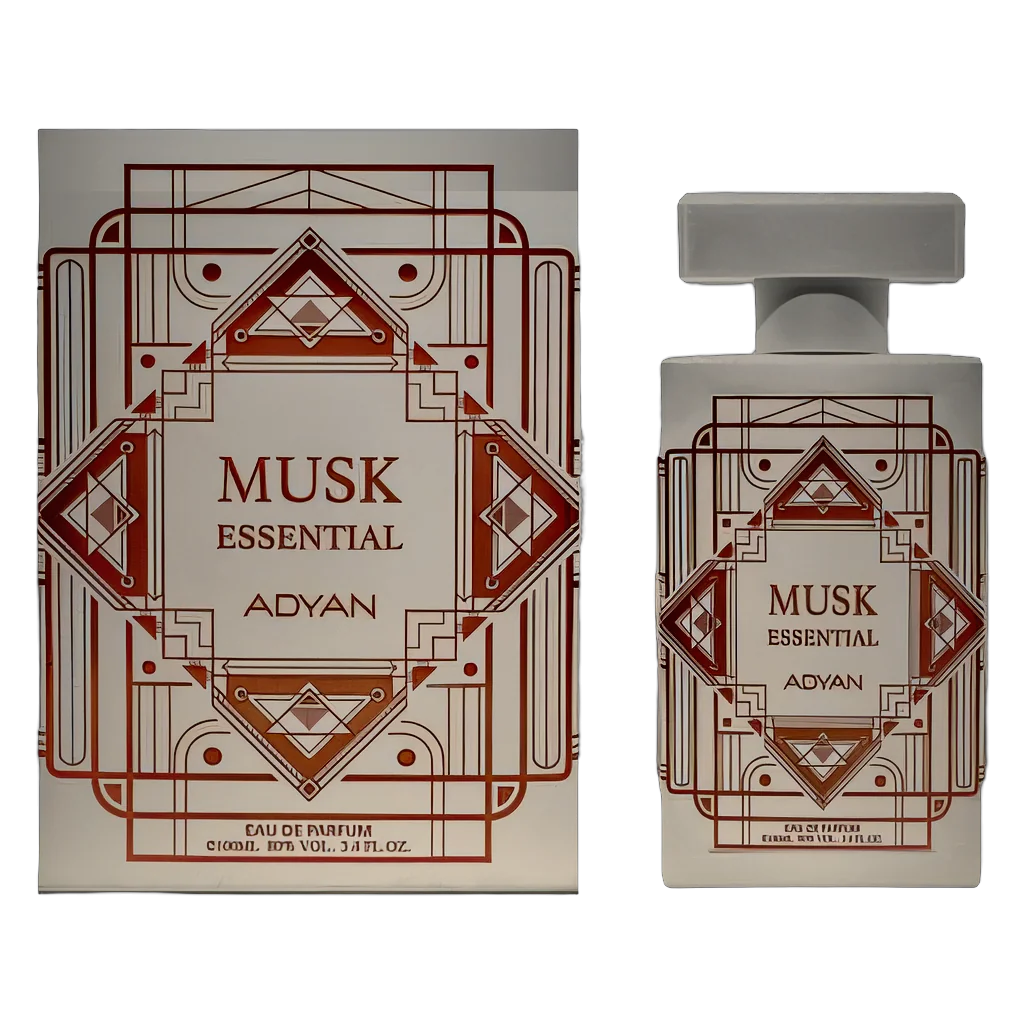 MUSK
ESSENTIAL
ADYAN
EAU DE PARFUM
MUSK
ESSENTIAL
ADYAN